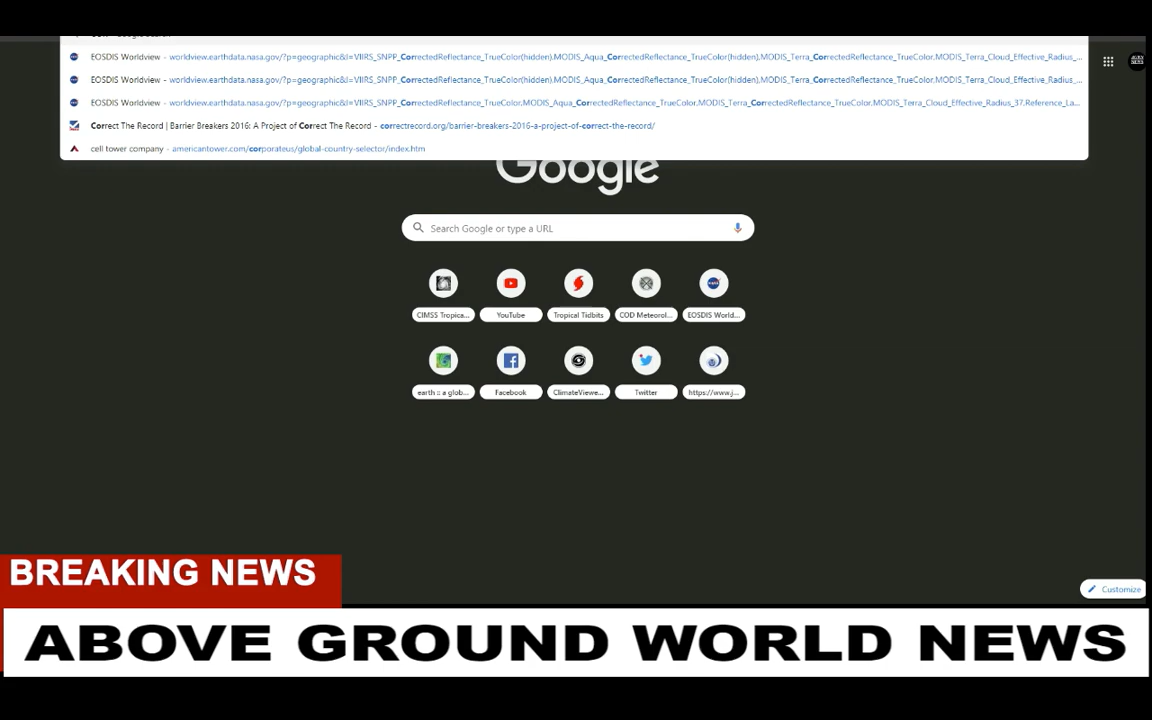 EOSDIS Worldview - worldview.earthdata.nasa.gov/?p=geographic&l=VIIRS_SNPP_CorrectedReflectance_TrueColor(hidden),MODIS_Aqua_CorrectedReflectance_TrueColor(hidden),MODIS_Terra_CorrectedReflectance_TrueColor,MODIS_Terra_Cloud_Effective_Radius_...
EOSDIS Worldview - worldview.earthdata.nasa.gov/?p=geographic&l=VIIRS_SNPP_CorrectedReflectance_TrueColor(hidden),MODIS_Aqua_CorrectedReflectance_TrueColor(hidden),MODIS_Terra_CorrectedReflectance_TrueColor,MODIS_Terra_Cloud_Effective_Radius_...
EOSDIS Worldview - worldview.earthdata.nasa.gov/?p=geographic&l=VIIRS_SNPP_CorrectedReflectance_TrueColor,MODIS_Aqua_CorrectedReflectance_TrueColor,MODIS_Terra_CorrectedReflectance_TrueColor,MODIS_Terra_Cloud_Effective_Radius_37,Reference_La...
Correct The Record | Barrier Breakers 2016: A Project of Correct The Record - correctrecord.org/barrier-breakers-2016-a-project-of-correct-the-record/
cell tower company - americantower.com/corporateus/global-country-selector/index.htm
Google
Search Google or type a URL
CIMSS Tropica... YouTube Tropical Tidbits COD Meteorol... EOSDIS World...
earth :: a glob... Facebook ClimateViewe... Twitter https://www.j...
Customize
BREAKING NEWS
ABOVE GROUND WORLD NEWS